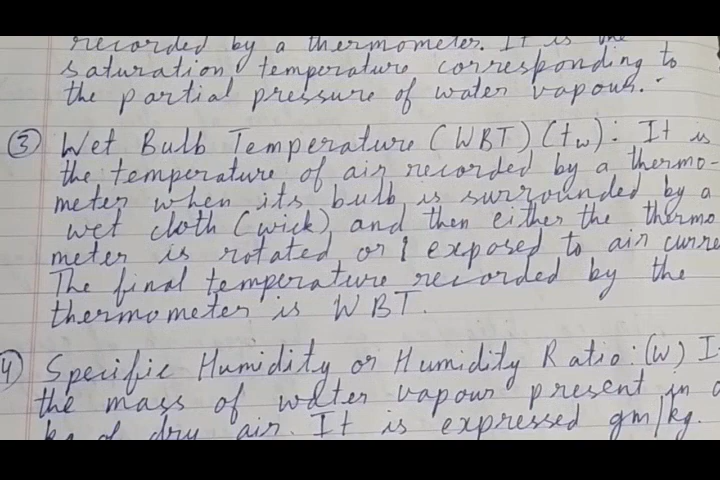 recorded by a thermometer. It is the
saturation temperature corresponding to
the partial pressure of water vapour.
③ Wet Bulb Temperature (WBT) (tw): It is
the temperature of air recorded by a thermo-
meter when its bulb is surrounded by a
wet cloth (wick) and then either the thermo
meter is rotated or exposed to air curre
The final temperature recorded by the
thermometer is WBT.
④ Specific Humidity or Humidity Ratio: (W) I
the mass of water vapour present in
kg of dry air. It is expressed gm/kg.